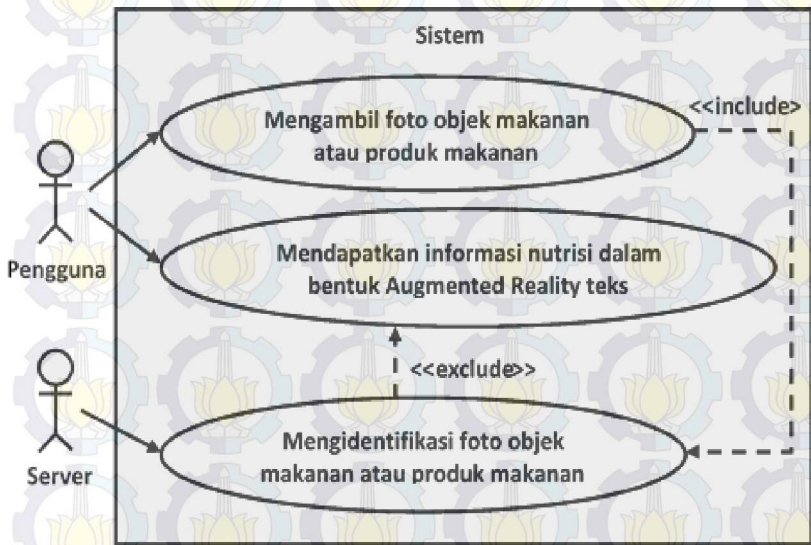 Sistem
Mengambil foto objek makanan
atau produk makanan
<<include>
Pengguna
Mendapatkan informasi nutrisi dalam
bentuk Augmented Reality teks
<<exclude>>
Server
Mengidentifikasi foto objek
makanan atau produk makanan